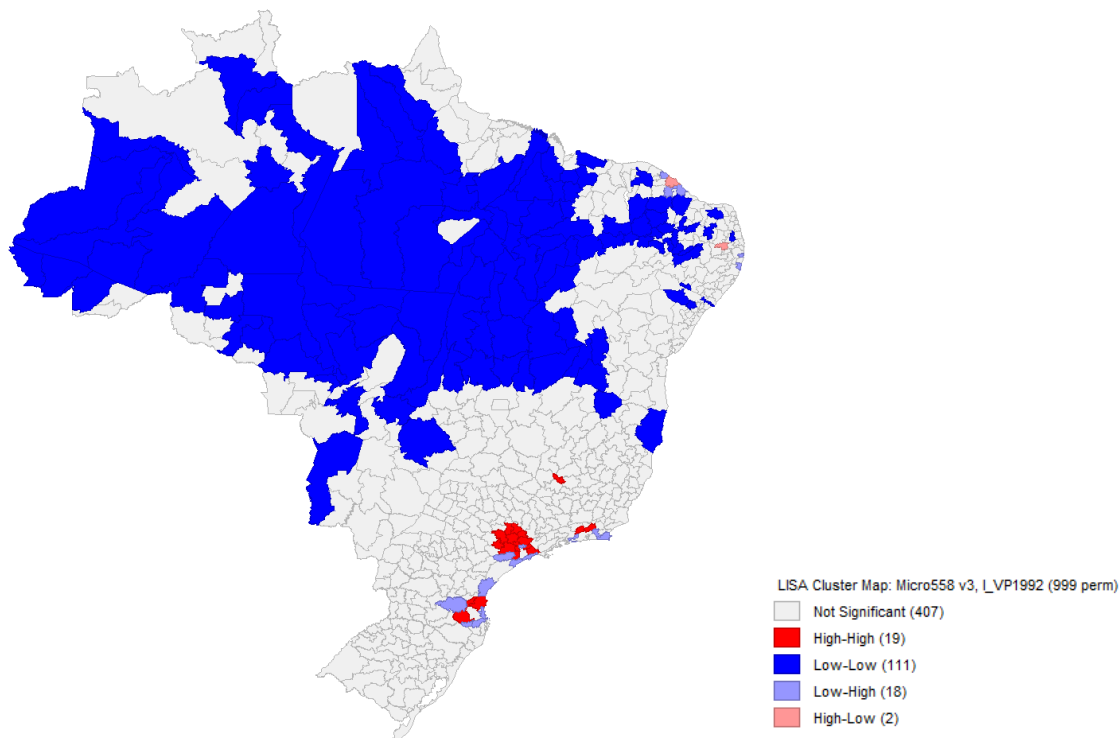 LISA Cluster Map: Micro558 v3, I_VP1992 (999 perm)
Not Significant (407)
High-High (19)
Low-Low (111)
Low-High (18)
High-Low (2)